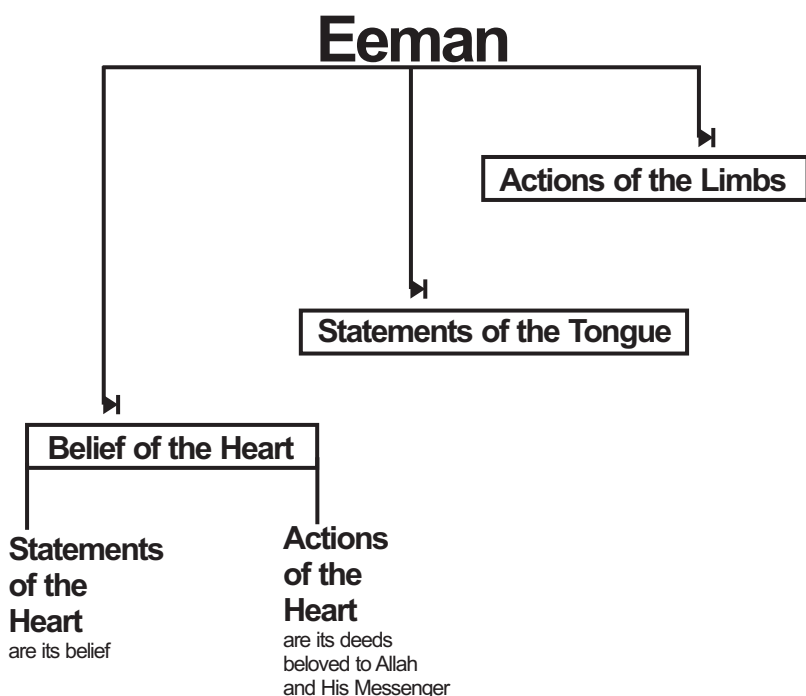 Eeman
Actions of the Limbs
Statements of the Tongue
Belief of the Heart
Statements
of the
Heart
are its belief
Actions
of the
Heart
are its deeds
beloved to Allah
and His Messenger